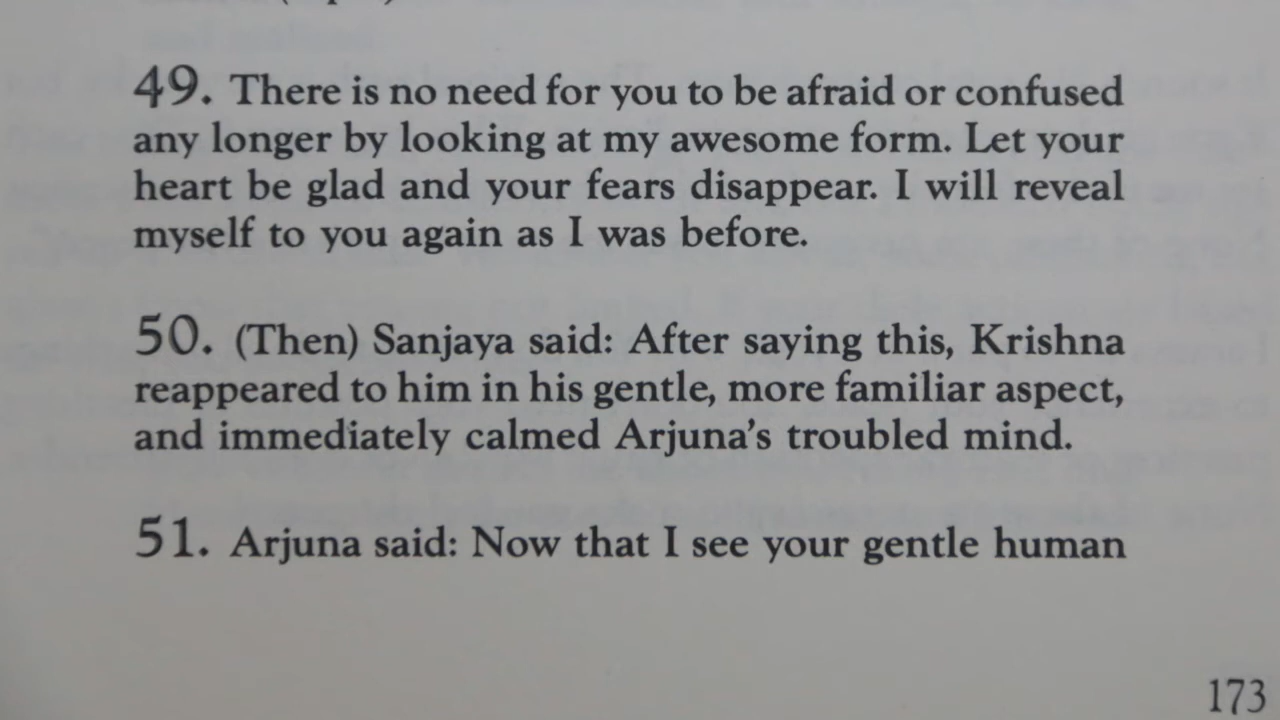 49. There is no need for you to be afraid or confused
any longer by looking at my awesome form. Let your
heart be glad and your fears disappear. I will reveal
myself to you again as I was before.
50. (Then) Sanjaya said: After saying this, Krishna
reappeared to him in his gentle, more familiar aspect,
and immediately calmed Arjuna's troubled mind.
51. Arjuna said: Now that I see your gentle human
173